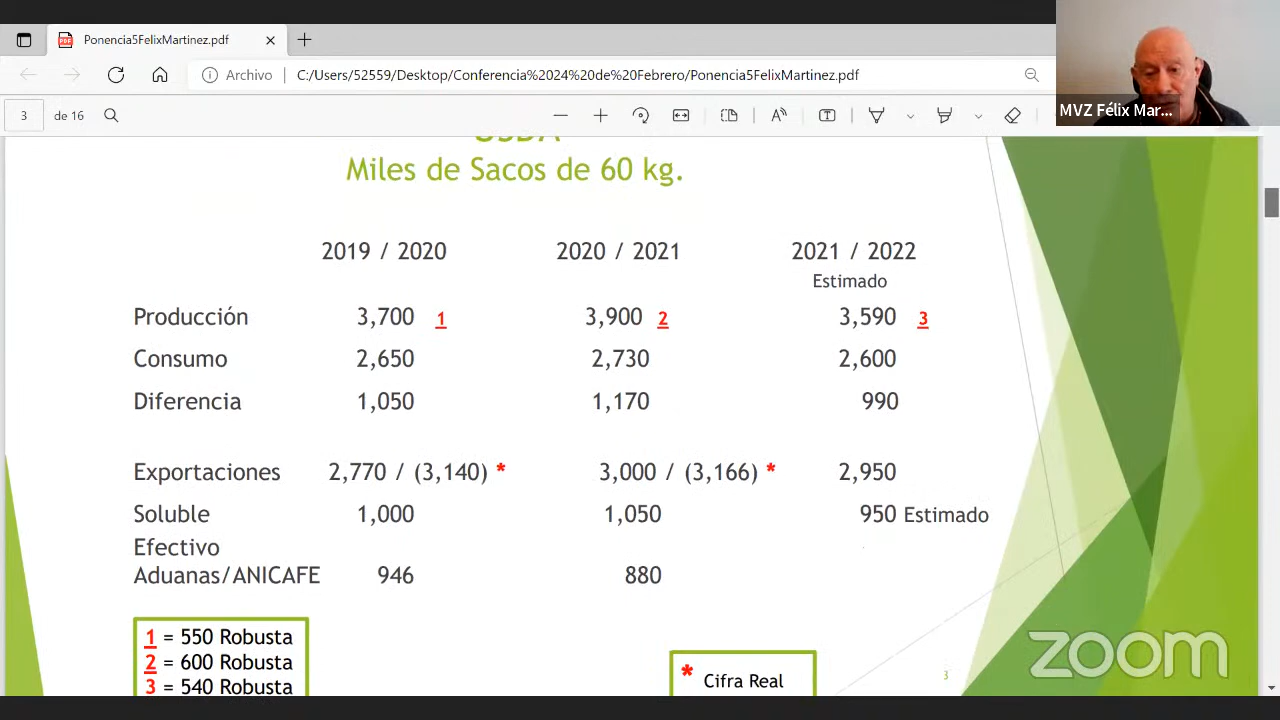 PonenciaSFelixMartinez.pdf
Archivo C:/Users/52559/Desktop/Conferencia%2024%20de%20Febrero/Ponencia5FelixMartinez.pdf
3 de 16
MVZ Félix Mar...
USDA
Miles de Sacos de 60 kg.
2019 / 2020 2020 / 2021 2021 / 2022
Estimado
Producción 3,700 1 3,900 2 3,590 3
Consumo 2,650 2,730 2,600
Diferencia 1,050 1,170 990
Exportaciones 2,770 / (3,140) * 3,000 / (3,166) * 2,950
Soluble 1,000 1,050 950 Estimado
Efectivo
Aduanas/ANICAFE 946 880
1 = 550 Robusta
2 = 600 Robusta
3 = 540 Robusta
* Cifra Real
3
zoom